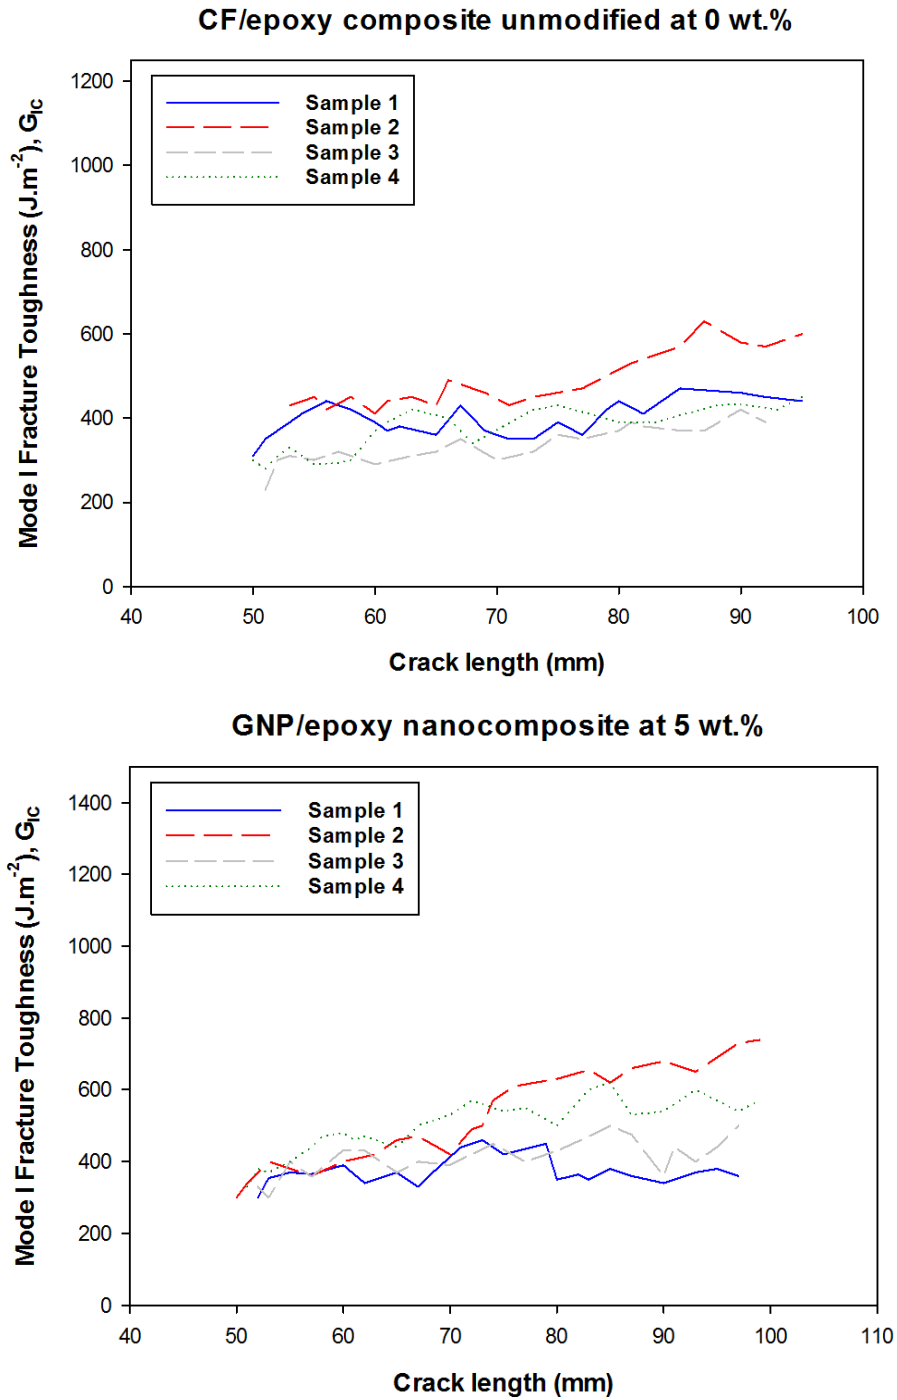 CF/epoxy composite unmodified at 0 wt.%
Mode I Fracture Toughness (J.m⁻²), G_IC
1200
1000
800
600
400
200
0
Sample 1
Sample 2
Sample 3
Sample 4
40 50 60 70 80 90 100
Crack length (mm)
GNP/epoxy nanocomposite at 5 wt.%
Mode I Fracture Toughness (J.m⁻²), G_IC
1400
1200
1000
800
600
400
200
0
Sample 1
Sample 2
Sample 3
Sample 4
40 50 60 70 80 90 100 110
Crack length (mm)